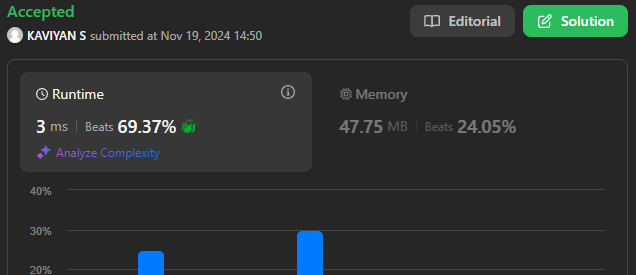 Accepted
Editorial
Solution
KAVIYAN S submitted at Nov 19, 2024 14:50
Runtime
3 ms | Beats 69.37%
Analyze Complexity
Memory
47.75 MB | Beats 24.05%
40%
30%
20%